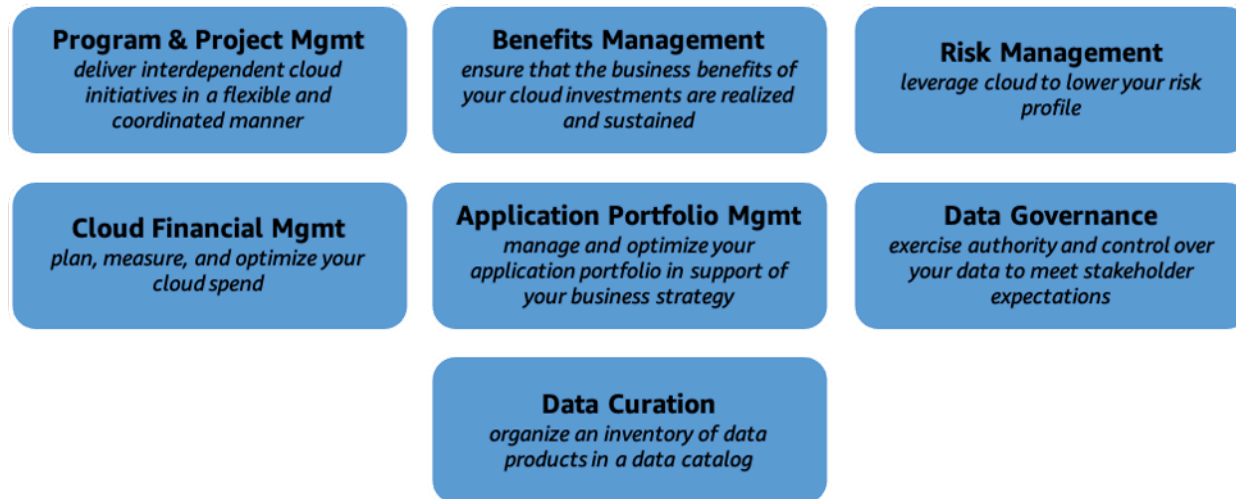 Program & Project Mgmt
deliver interdependent cloud
initiatives in a flexible and
coordinated manner
Benefits Management
ensure that the business benefits of
your cloud investments are realized
and sustained
Risk Management
leverage cloud to lower your risk
profile
Cloud Financial Mgmt
plan, measure, and optimize your
cloud spend
Application Portfolio Mgmt
manage and optimize your
application portfolio in support of
your business strategy
Data Governance
exercise authority and control over
your data to meet stakeholder
expectations
Data Curation
organize an inventory of data
products in a data catalog